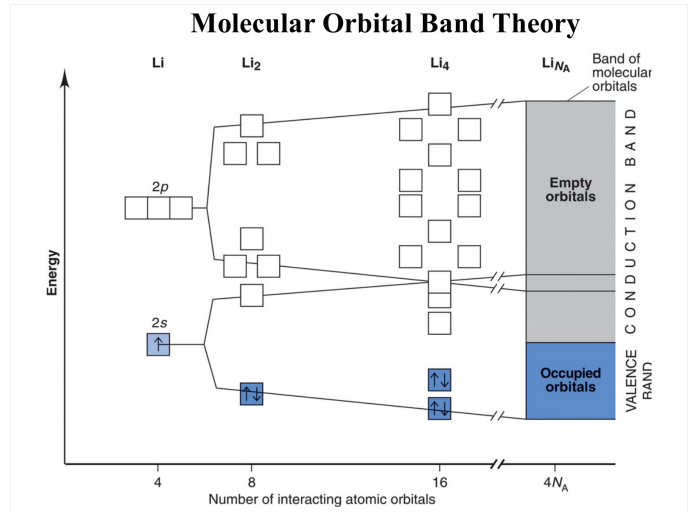 Molecular Orbital Band Theory
Li
Li2
Li4
LiNA
Band of
molecular
orbitals
2p
2s
Empty
orbitals
Occupied
orbitals
CONDUCTION BAND
VALENCE
RAND
Energy
4
8
16
4NA
Number of interacting atomic orbitals